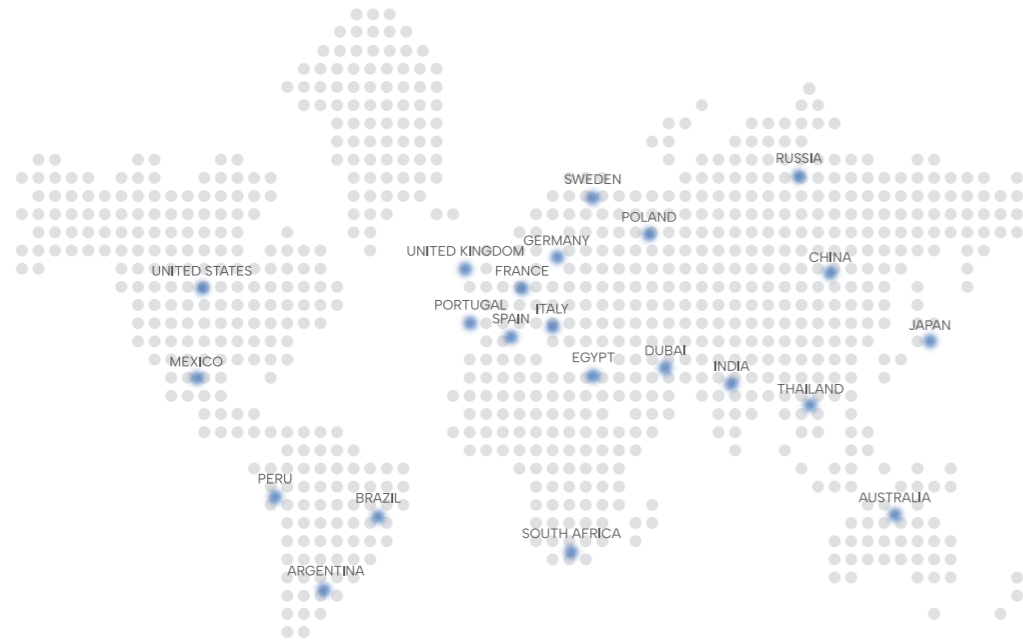 RUSSIA
SWEDEN
POLAND
GERMANY
UNITED KINGDOM
CHINA
UNITED STATES
FRANCE
PORTUGAL
ITALY
SPAIN
JAPAN
DUBAI
EGYPT
MEXICO
INDIA
THAILAND
PERU
BRAZIL
AUSTRALIA
SOUTH AFRICA
ARGENTINA